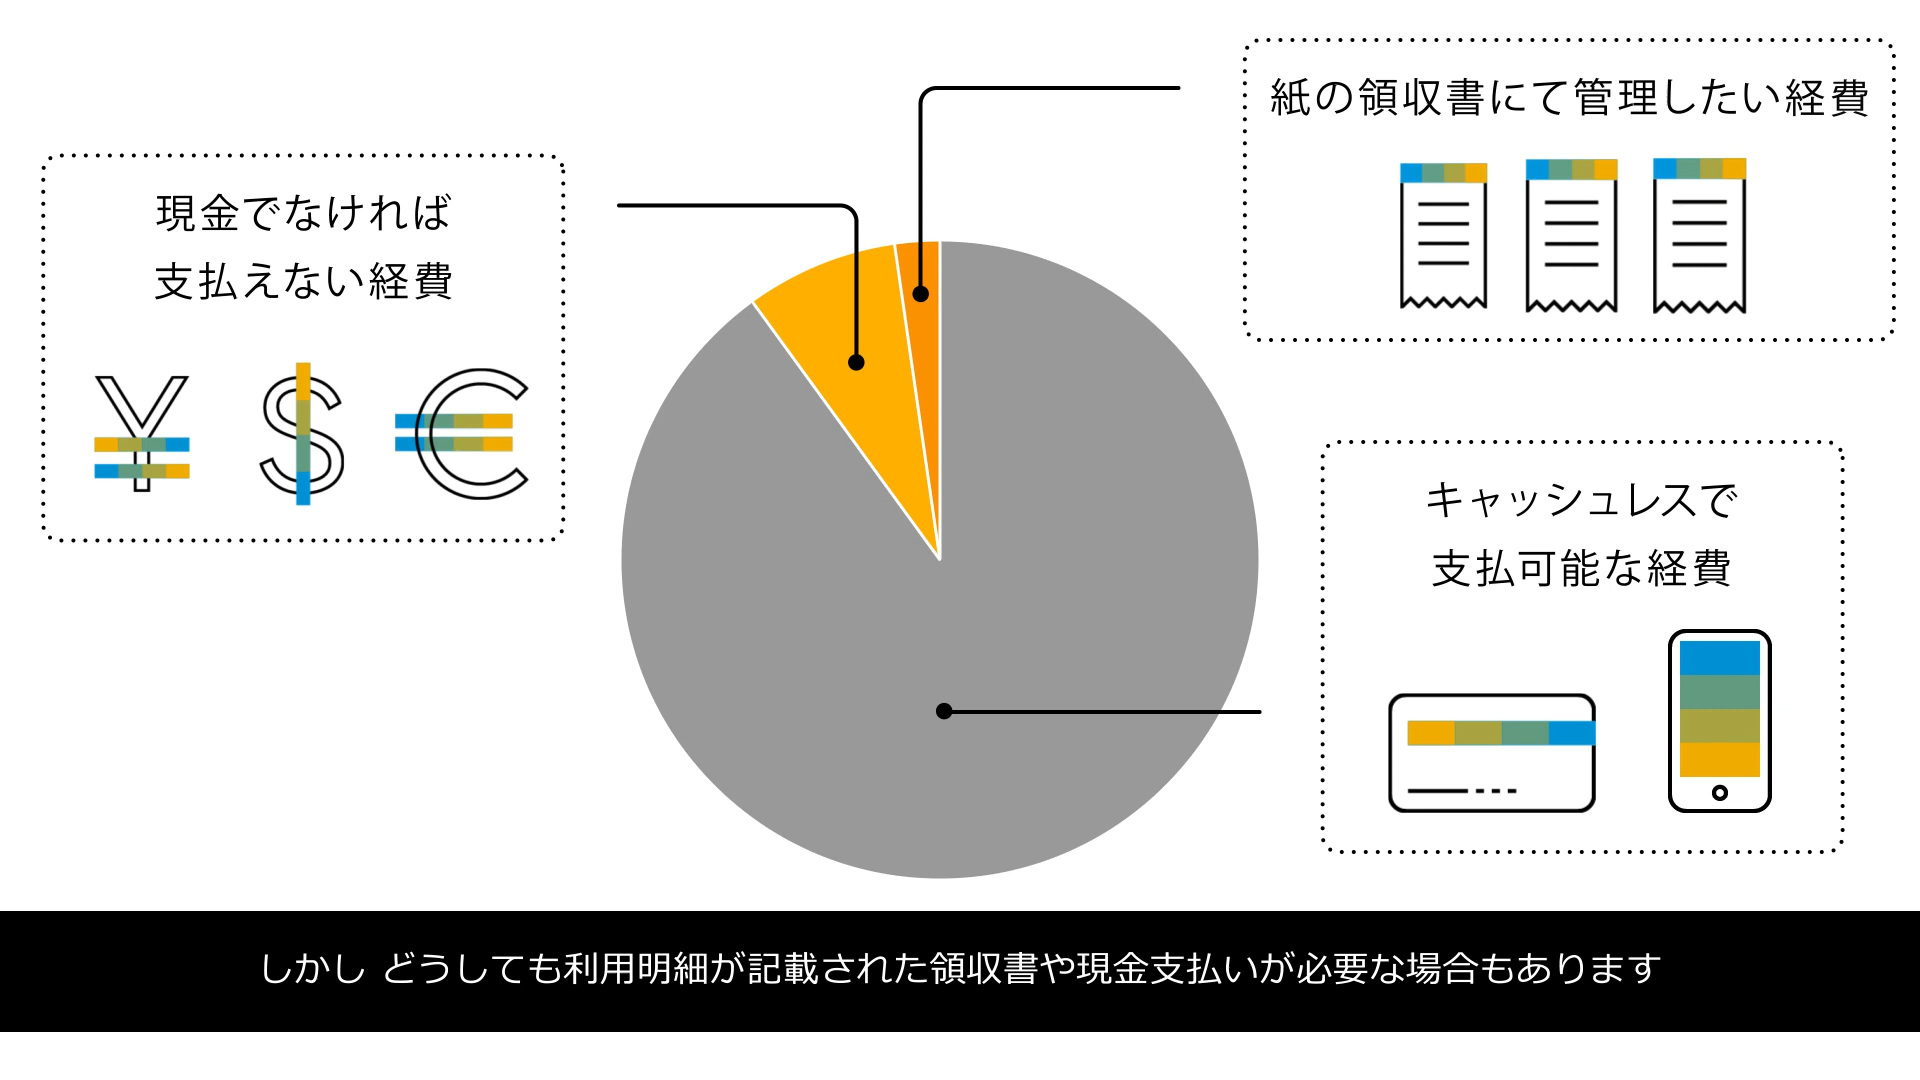 紙の領収書にて管理したい経費
現金でなければ
支払えない経費
キャッシュレスで
支払可能な経費
しかし どうしても利用明細が記載された領収書や現金支払いが必要な場合もあります